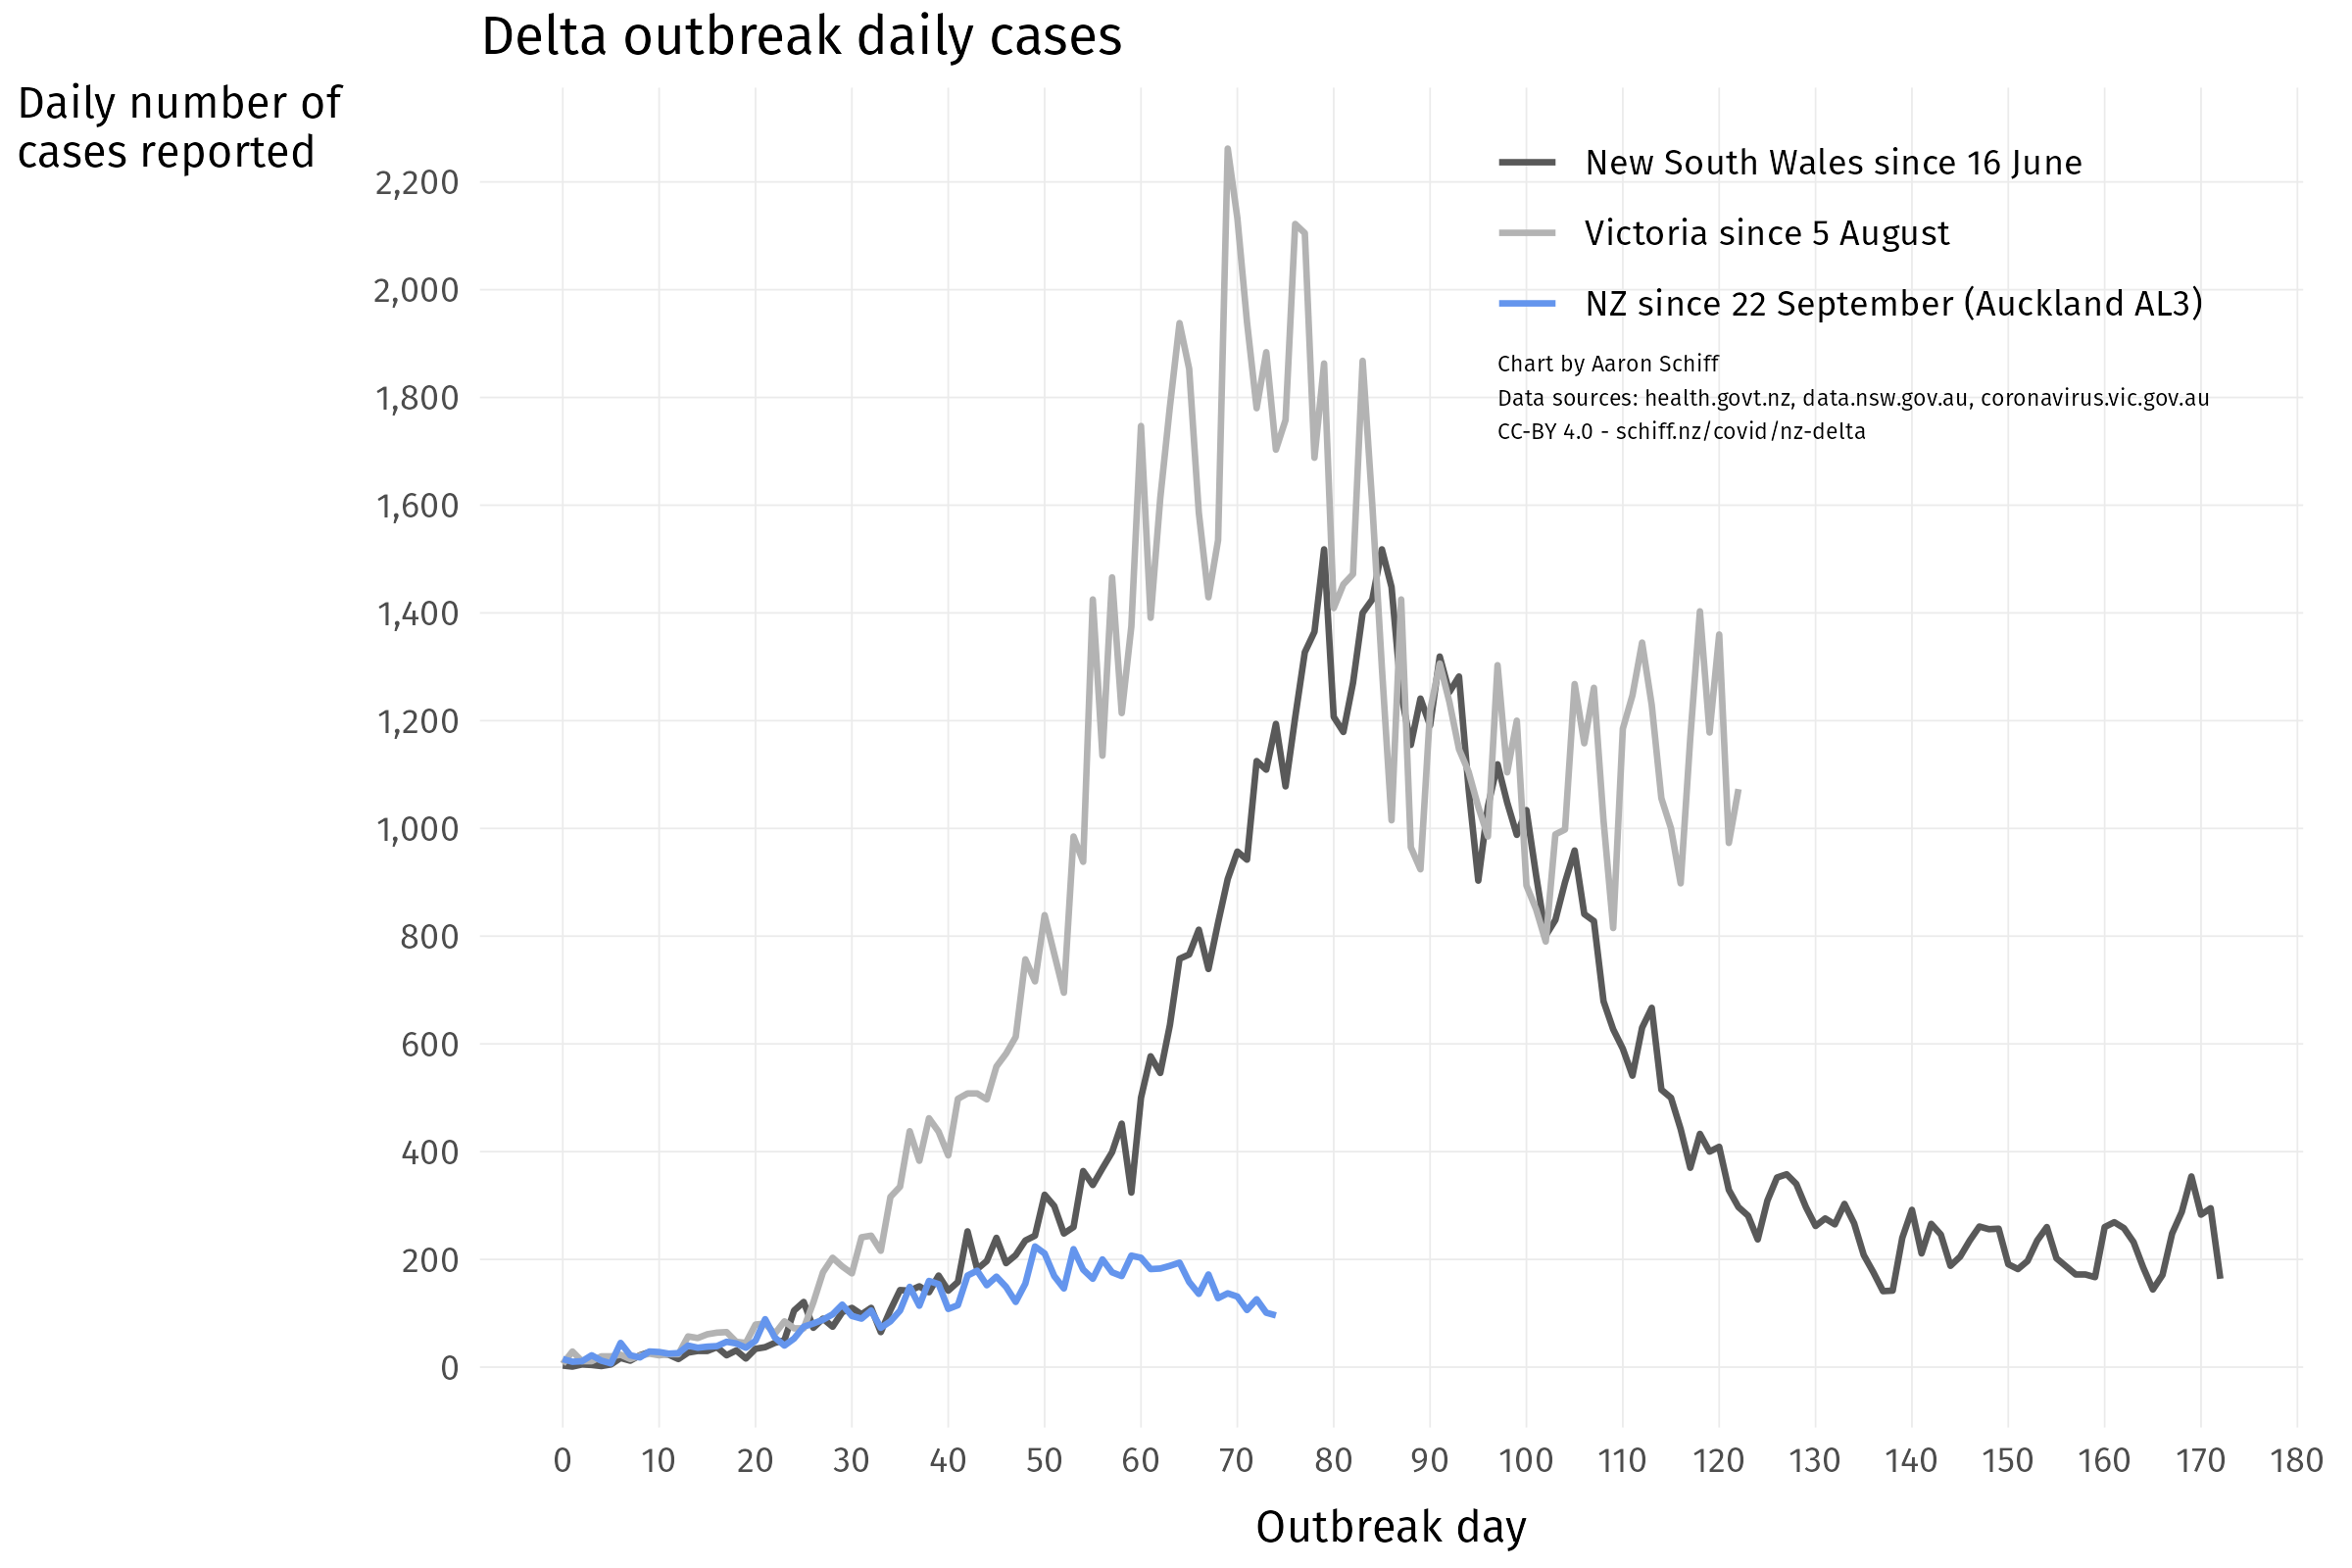 Delta outbreak daily cases
Daily number of
cases reported
2,200
2,000
1,800
1,600
1,400
1,200
1,000
800
600
400
200
0
New South Wales since 16 June
Victoria since 5 August
NZ since 22 September (Auckland AL3)
Chart by Aaron Schiff
Data sources: health.govt.nz, data.nsw.gov.au, coronavirus.vic.gov.au
CC-BY 4.0 - schiff.nz/covid/nz-delta
0 10 20 30 40 50 60 70 80 90 100 110 120 130 140 150 160 170 180
Outbreak day